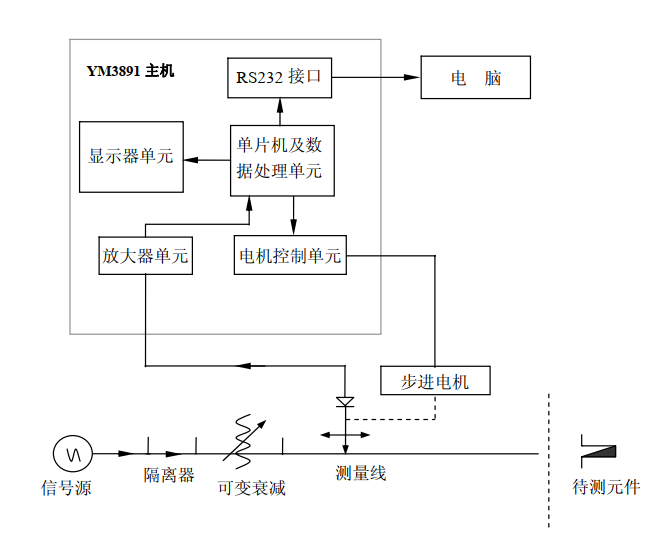 YM3891 主机
RS232 接口
电 脑
显示器单元
单片机及数
据处理单元
放大器单元
电机控制单元
步进电机
信号源
隔离器
可变衰减
测量线
待测元件